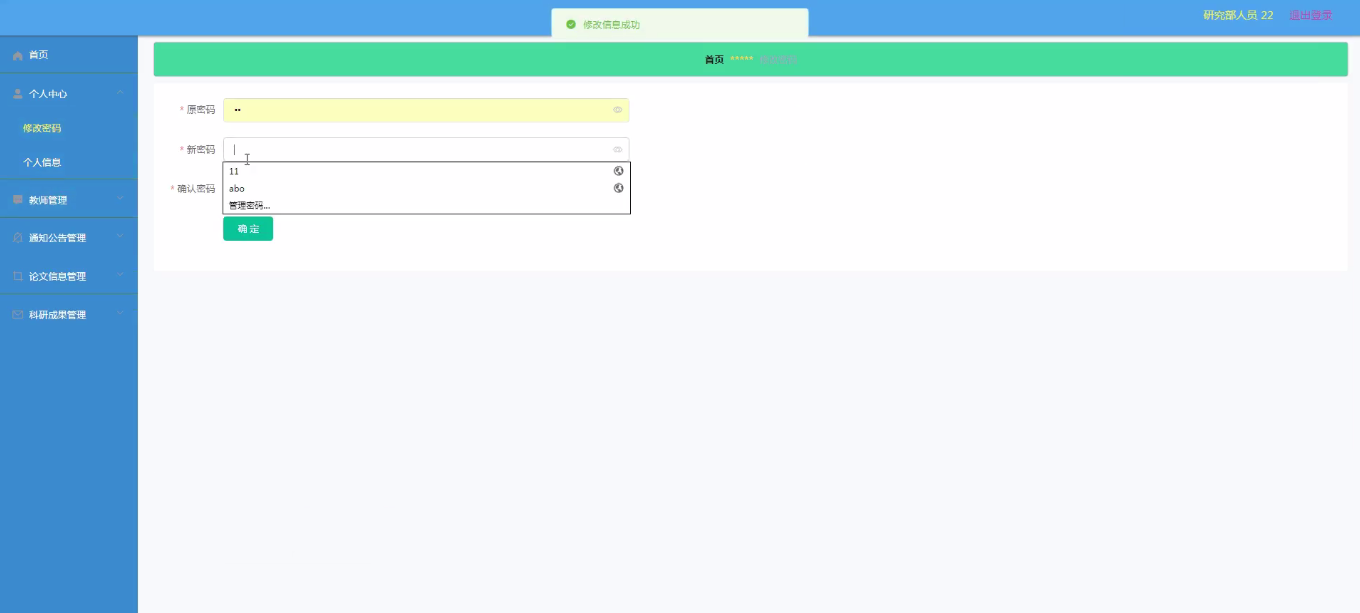 修改信息成功
研究部人员 22 退出登录
首页
个人中心
修改密码
个人信息
教师管理
通知公告管理
论文信息管理
科研成果管理
首页 *****
* 原密码 ••
* 新密码
11
abo
管理密码...
* 确认密码
确 定